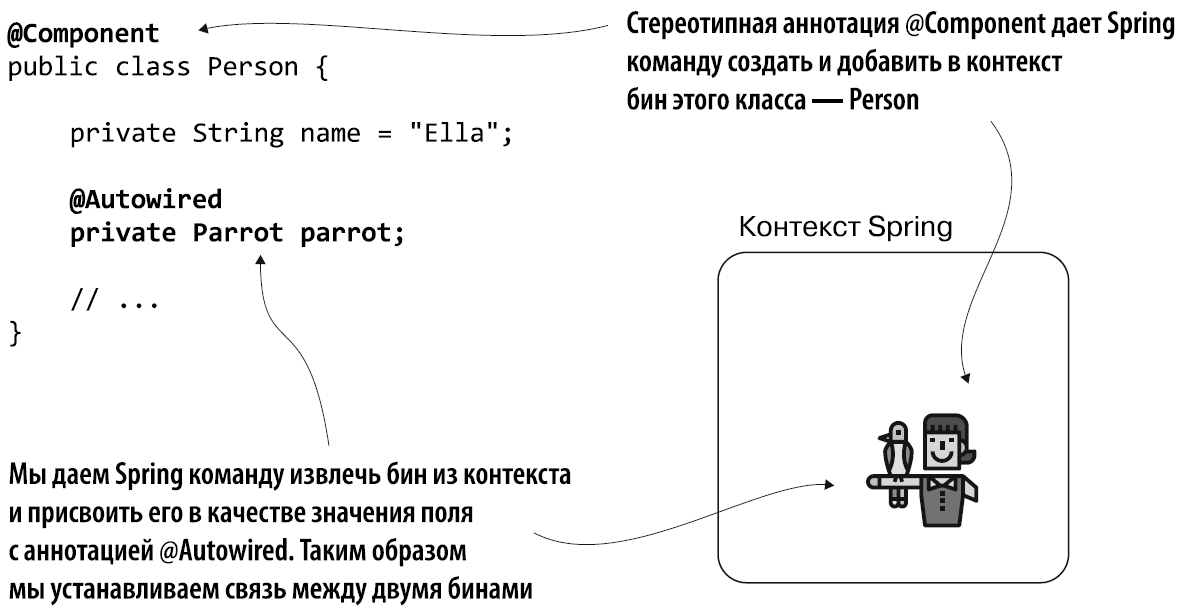 @Component
public class Person {
private String name = "Ella";
@Autowired
private Parrot parrot;
// ...
}
Стереотипная аннотация @Component дает Spring
команду создать и добавить в контекст
бин этого класса — Person
Контекст Spring
Мы даем Spring команду извлечь бин из контекста
и присвоить его в качестве значения поля
с аннотацией @Autowired. Таким образом
мы устанавливаем связь между двумя бинами